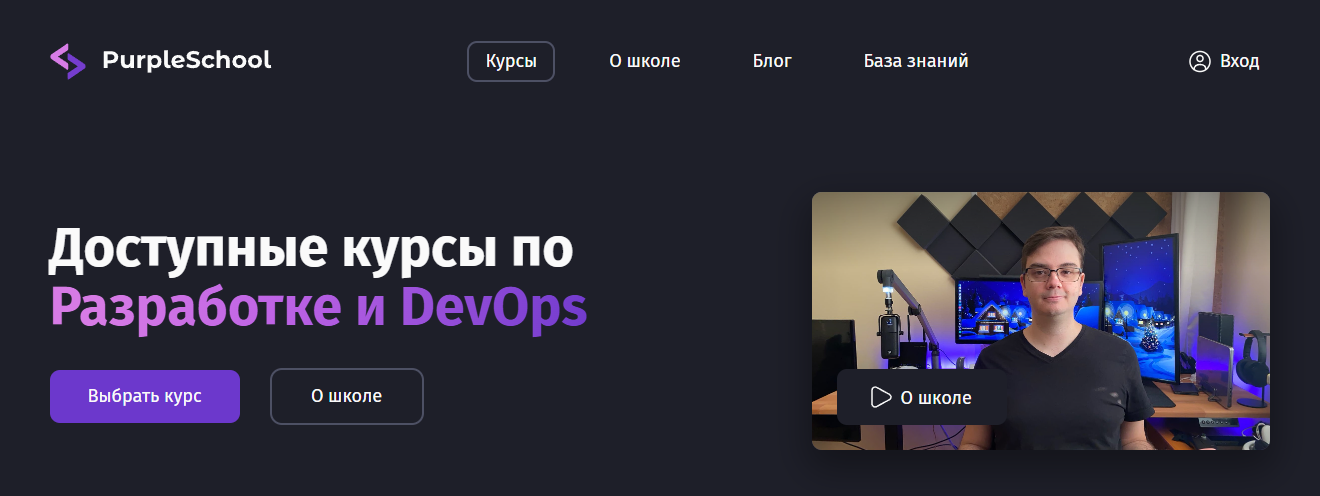 PurpleSchool
Курсы
О школе
Блог
База знаний
Вход
Доступные курсы по
Разработке и DevOps
Выбрать курс
О школе
О школе